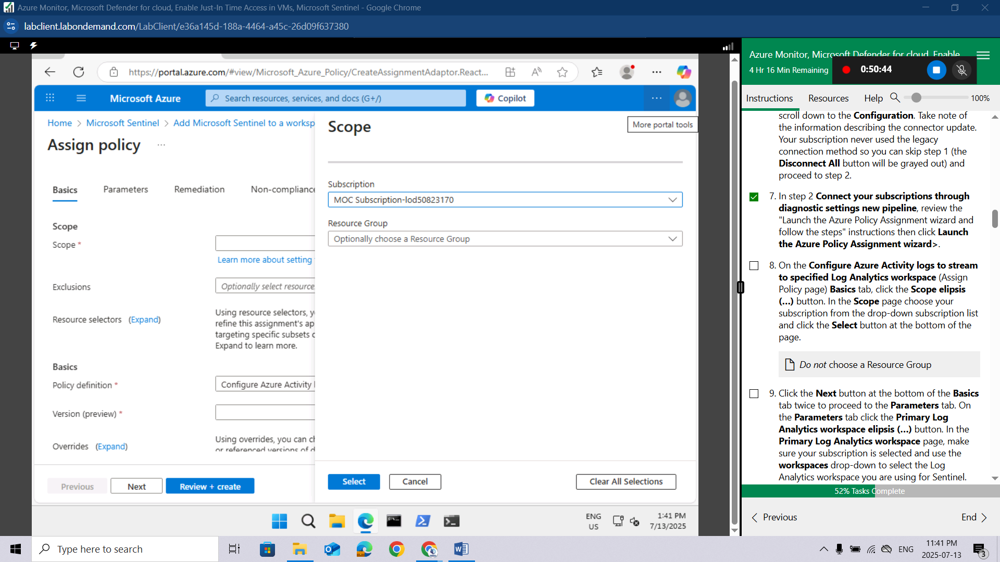 Azure Monitor, Microsoft Defender for cloud, Enable Just-In Time Access in VMs, Microsoft Sentinel - Google Chrome
labclient.labondemand.com/LabClient/e36a145d-188a-4464-a45c-26d09f637380
https://portal.azure.com/#view/Microsoft_Azure_Policy/CreateAssignmentAdaptor.React...
Microsoft Azure
Search resources, services, and docs (G+/)
Copilot
More portal tools
Home > Microsoft Sentinel > Add Microsoft Sentinel to a worksp
Assign policy
Basics
Parameters
Remediation
Non-compliance
Scope
Scope *
Learn more about setting
Exclusions
Optionally select resource
Resource selectors (Expand)
Using resource selectors, y
refine this assignment's ap
targeting specific subsets o
Expand to learn more.
Basics
Policy definition *
Configure Azure Activity l
Version (preview) *
Overrides (Expand)
Using overrides, you can ch
or referenced versions of d
Previous
Next
Review + create
Scope
Subscription
MOC Subscription-lod50823170
Resource Group
Optionally choose a Resource Group
Select
Cancel
Clear All Selections
ENG
US
1:41 PM
7/13/2025
Azure Monitor, Microsoft Defender for cloud, Enable
4 Hr 16 Min Remaining
0:50:44
Instructions
Resources
Help
100%
scroll down to the Configuration. Take note of
the information describing the connector update.
Your subscription never used the legacy
connection method so you can skip step 1 (the
Disconnect All button will be grayed out) and
proceed to step 2.
7. In step 2 Connect your subscriptions through
diagnostic settings new pipeline, review the
"Launch the Azure Policy Assignment wizard and
follow the steps" instructions then click Launch
the Azure Policy Assignment wizard>.
8. On the Configure Azure Activity logs to stream
to specified Log Analytics workspace (Assign
Policy page) Basics tab, click the Scope elipsis
(...) button. In the Scope page choose your
subscription from the drop-down subscription list
and click the Select button at the bottom of the
page.
Do not choose a Resource Group
9. Click the Next button at the bottom of the Basics
tab twice to proceed to the Parameters tab. On
the Parameters tab click the Primary Log
Analytics workspace elipsis (...) button. In the
Primary Log Analytics workspace page, make
sure your subscription is selected and use the
workspaces drop-down to select the Log
Analytics workspace you are using for Sentinel.
52% Tasks Complete
Previous
End
Type here to search
ENG
11:41 PM
2025-07-13
3